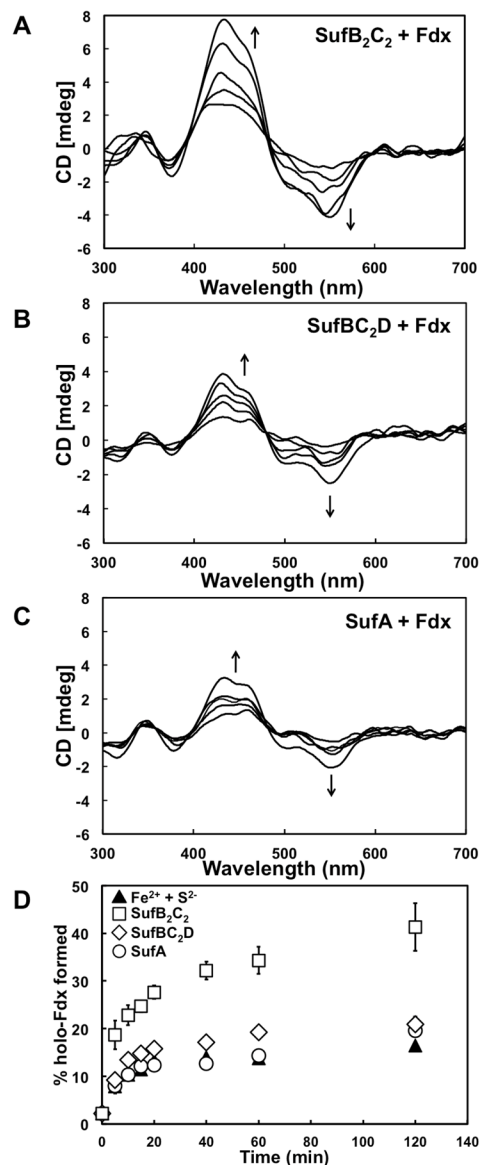 A
SufB₂C₂ + Fdx
CD [mdeg]
8
6
4
2
0
-2
-4
-6
300 400 500 600 700
Wavelength (nm)
B
SufBC₂D + Fdx
CD [mdeg]
8
6
4
2
0
-2
-4
-6
300 400 500 600 700
Wavelength (nm)
C
SufA + Fdx
CD [mdeg]
8
6
4
2
0
-2
-4
-6
300 400 500 600 700
Wavelength (nm)
D
Fe²⁺ + S²⁻
SufB₂C₂
SufBC₂D
SufA
% holo-Fdx formed
50
40
30
20
10
0
0 20 40 60 80 100 120 140
Time (min)